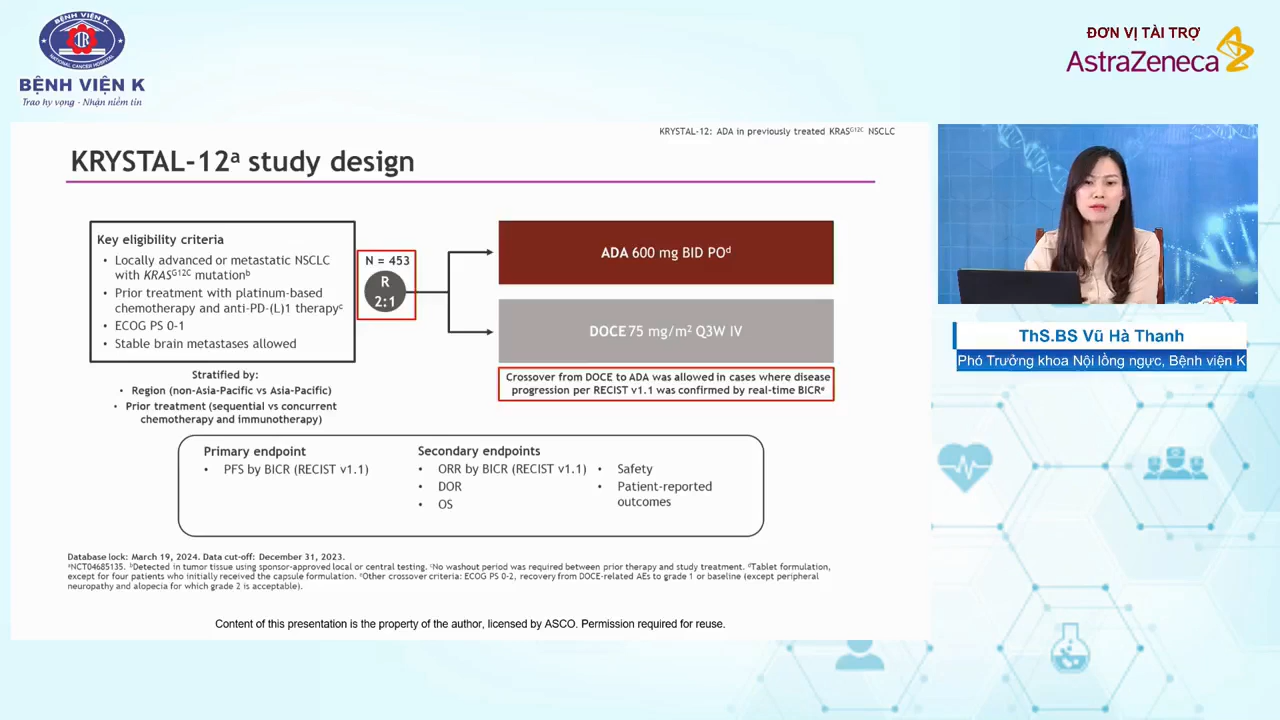 BỆNH VIỆN K
NATIONAL CANCER HOSPITAL
BỆNH VIỆN K
Trao hy vọng - Nhận niềm tin
ĐƠN VỊ TÀI TRỢ
AstraZeneca
KRYSTAL-12: ADA in previously treated KRASG12C NSCLC
KRYSTAL-12a study design
Key eligibility criteria
• Locally advanced or metastatic NSCLC
with KRASG12C mutationb
• Prior treatment with platinum-based
chemotherapy and anti-PD-(L)1 therapyc
• ECOG PS 0-1
• Stable brain metastases allowed
Stratified by:
• Region (non-Asia-Pacific vs Asia-Pacific)
• Prior treatment (sequential vs concurrent
chemotherapy and immunotherapy)
N = 453
R
2:1
ADA 600 mg BID POd
DOCE 75 mg/m2 Q3W IV
Crossover from DOCE to ADA was allowed in cases where disease
progression per RECIST v1.1 was confirmed by real-time BICRe
Primary endpoint
• PFS by BICR (RECIST v1.1)
Secondary endpoints
• ORR by BICR (RECIST v1.1)
• DOR
• OS
• Safety
• Patient-reported
outcomes
Database lock: March 19, 2024. Data cut-off: December 31, 2023.
aNCT04685135. bDetected in tumor tissue using sponsor-approved local or central testing. cNo washout period was required between prior therapy and study treatment. dTablet formulation,
except for four patients who initially received the capsule formulation. eOther crossover criteria: ECOG PS 0-2, recovery from DOCE-related AEs to grade 1 or baseline (except peripheral
neuropathy and alopecia for which grade 2 is acceptable).
Content of this presentation is the property of the author, licensed by ASCO. Permission required for reuse.
ThS.BS Vũ Hà Thanh
Phó Trưởng khoa Nội lồng ngực, Bệnh viện K